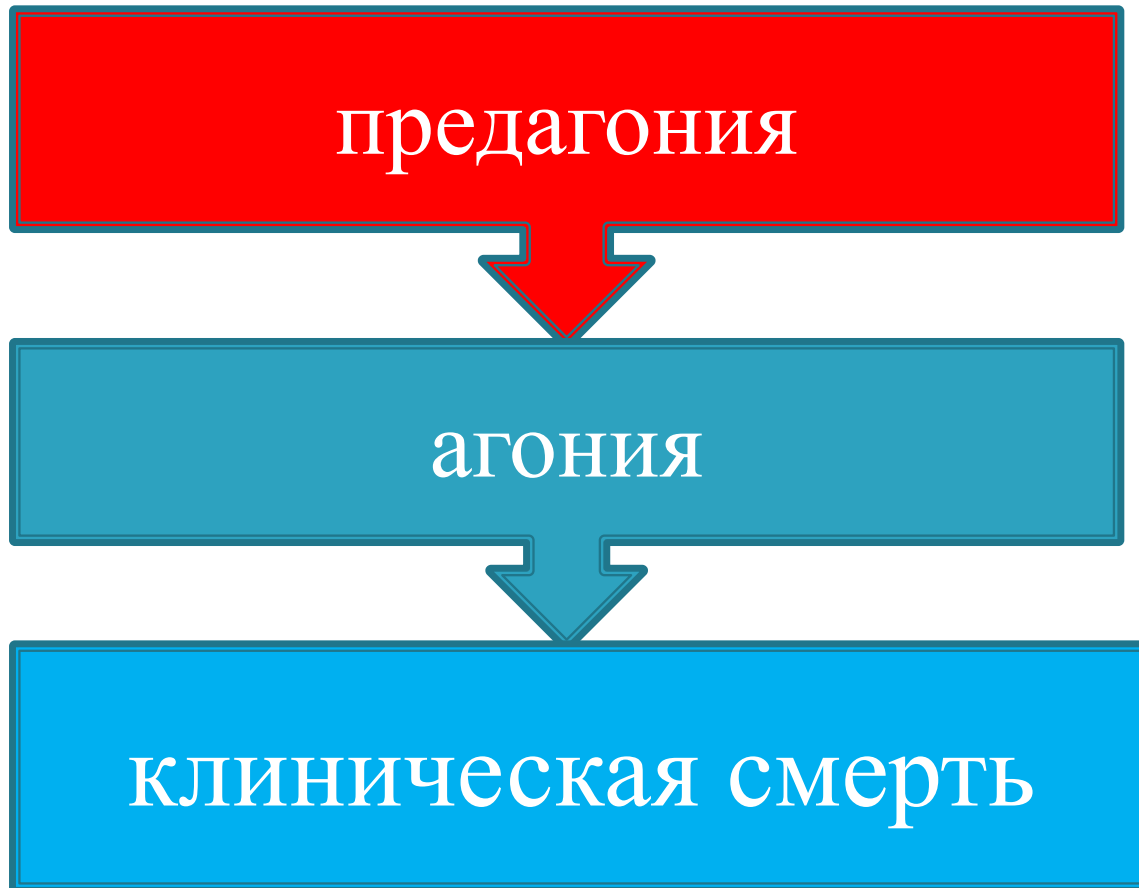 предагония
агония
клиническая смерть